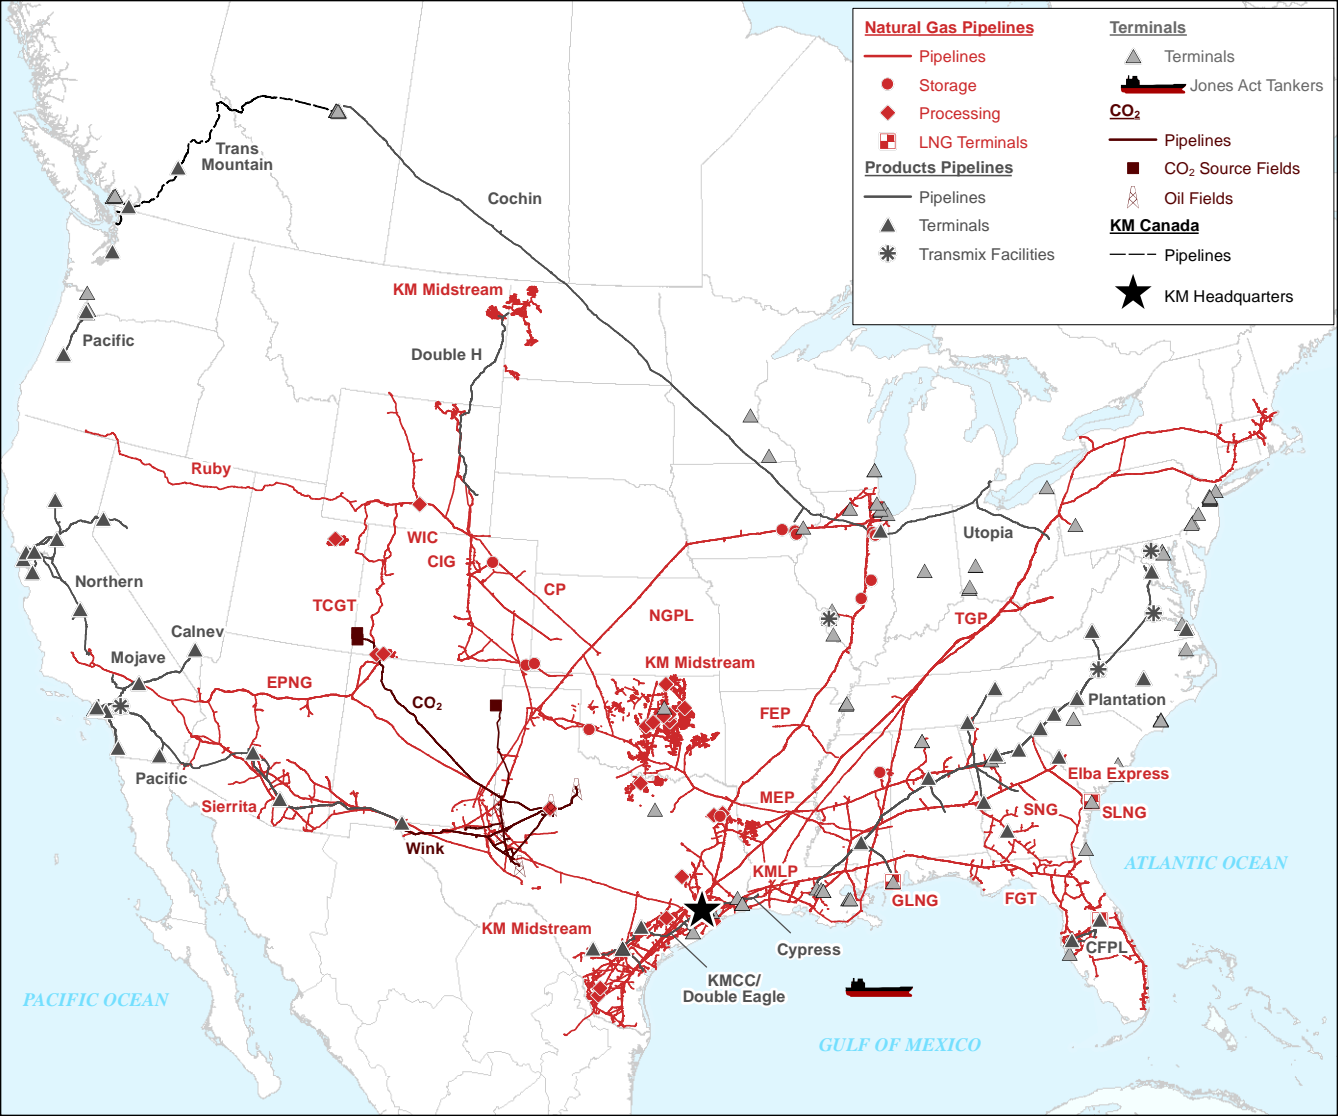 Natural Gas Pipelines
Pipelines
Storage
Processing
LNG Terminals
Products Pipelines
Pipelines
Terminals
Transmix Facilities
Terminals
Terminals
Jones Act Tankers
CO₂
Pipelines
CO₂ Source Fields
Oil Fields
KM Canada
Pipelines
KM Headquarters
Trans
Mountain
Cochin
KM Midstream
Pacific
Double H
Ruby
WIC
CIG
Utopia
Northern
CP
TCGT
NGPL
TGP
Calnev
Mojave
KM Midstream
EPNG
CO₂
Plantation
FEP
Pacific
Elba Express
Sierrita
MEP
SNG
SLNG
Wink
KMLP
ATLANTIC OCEAN
GLNG
FGT
KM Midstream
Cypress
CFPL
KMCC/
Double Eagle
PACIFIC OCEAN
GULF OF MEXICO